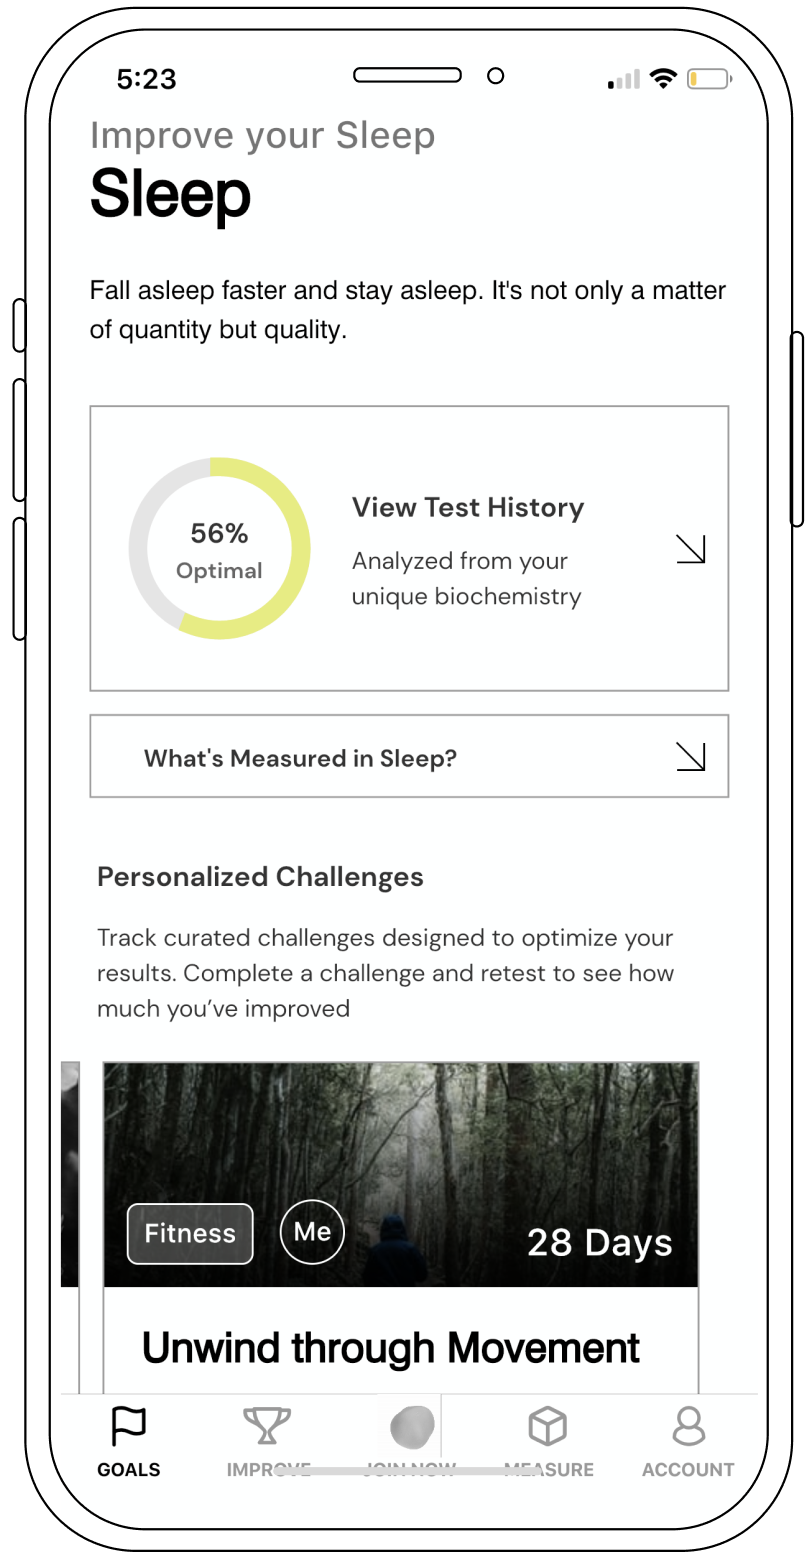 5:23
Improve your Sleep
Sleep
Fall asleep faster and stay asleep. It's not only a matter
of quantity but quality.
56%
Optimal
View Test History
Analyzed from your
unique biochemistry
What's Measured in Sleep?
Personalized Challenges
Track curated challenges designed to optimize your
results. Complete a challenge and retest to see how
much you’ve improved
Fitness
Me
28 Days
Unwind through Movement
GOALS
IMPROVE
JOIN NOW
MEASURE
ACCOUNT